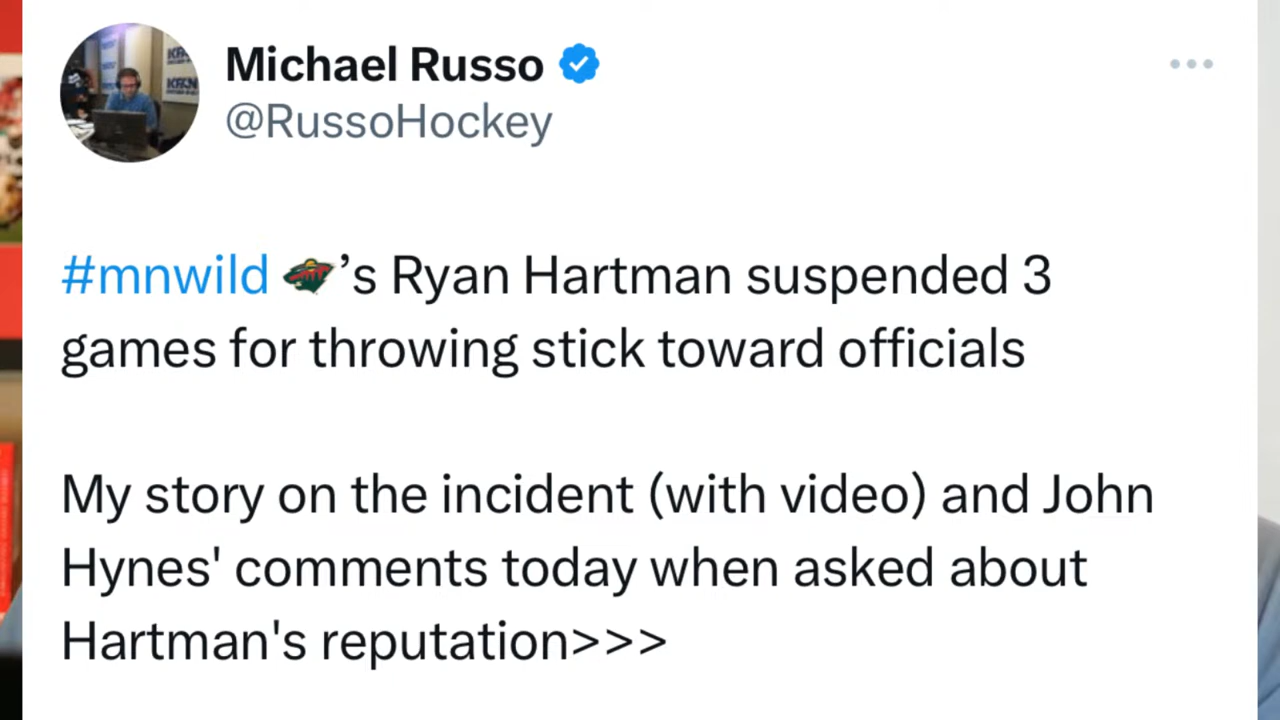 Michael Russo
@RussoHockey
#mnwild 's Ryan Hartman suspended 3
games for throwing stick toward officials
My story on the incident (with video) and John
Hynes' comments today when asked about
Hartman's reputation>>>